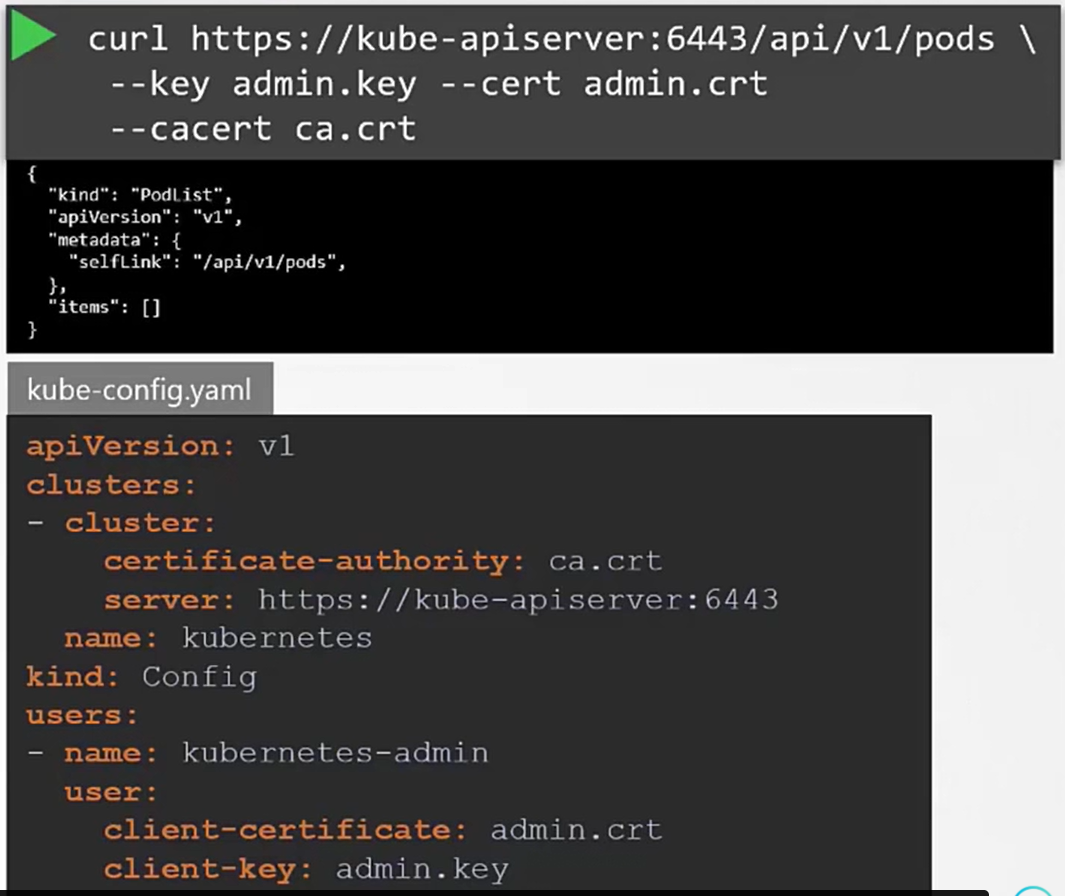 curl https://kube-apiserver:6443/api/v1/pods \
--key admin.key --cert admin.crt
--cacert ca.crt
{
"kind": "PodList",
"apiVersion": "v1",
"metadata": {
"selfLink": "/api/v1/pods",
},
"items": []
}
kube-config.yaml
apiVersion: v1
clusters:
- cluster:
certificate-authority: ca.crt
server: https://kube-apiserver:6443
name: kubernetes
kind: Config
users:
- name: kubernetes-admin
user:
client-certificate: admin.crt
client-key: admin.key